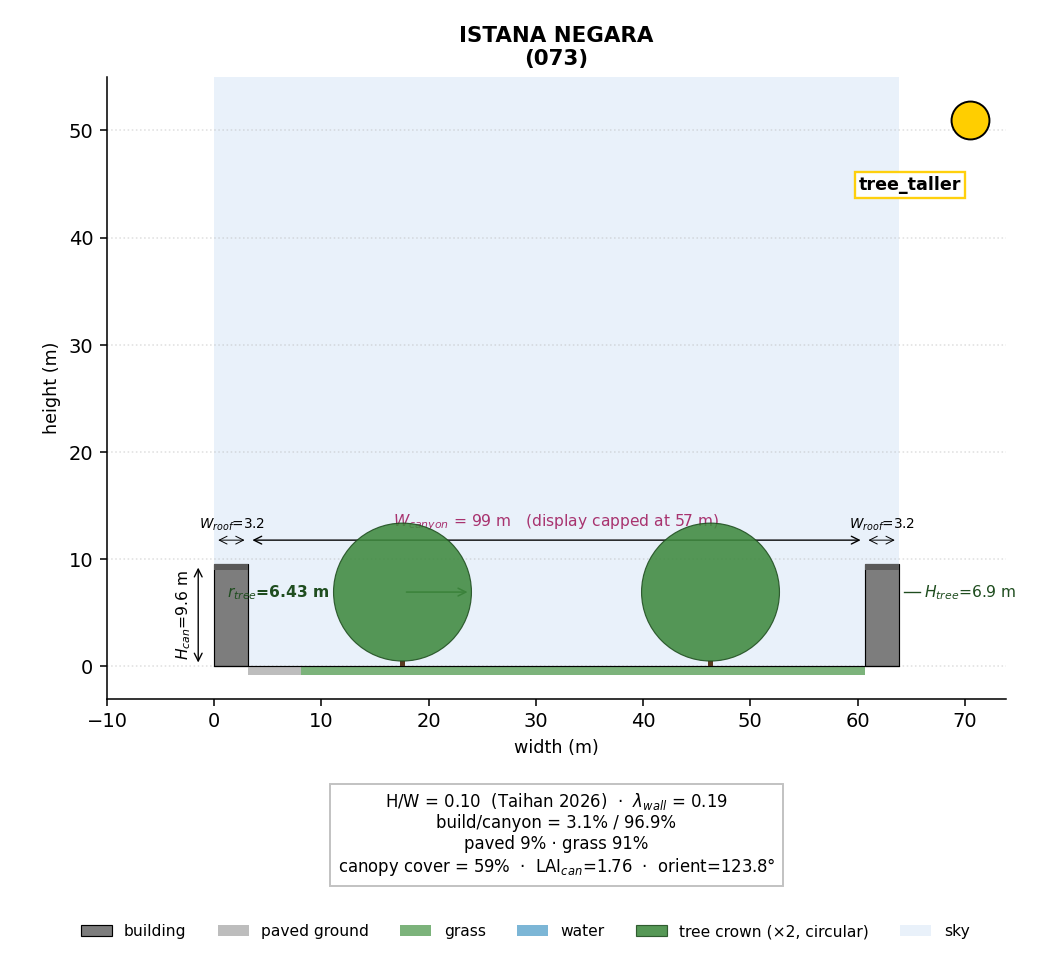 ISTANA NEGARA
(073)
50
40
30
20
10
0
height (m)
tree_taller
W_canyon = 99 m (display capped at 57 m)
W_roof=3.2
W_roof=3.2
H_can=9.6 m
r_tree=6.43 m
H_tree=6.9 m
−10 0 10 20 30 40 50 60 70
width (m)
H/W = 0.10 (Taihan 2026) · λ_wall = 0.19
build/canyon = 3.1% / 96.9%
paved 9% · grass 91%
canopy cover = 59% · LAI_can=1.76 · orient=123.8°
building paved ground grass water tree crown (×2, circular) sky